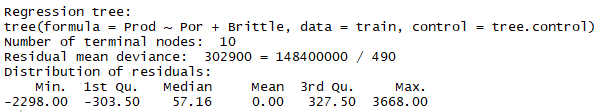 Regression tree:
tree(formula = Prod ~ Por + Brittle, data = train, control = tree.control)
Number of terminal nodes:  10
Residual mean deviance:  302900 = 148400000 / 490
Distribution of residuals:
    Min.  1st Qu.   Median     Mean  3rd Qu.     Max.
-2298.00  -303.50    57.16     0.00   327.50  3668.00